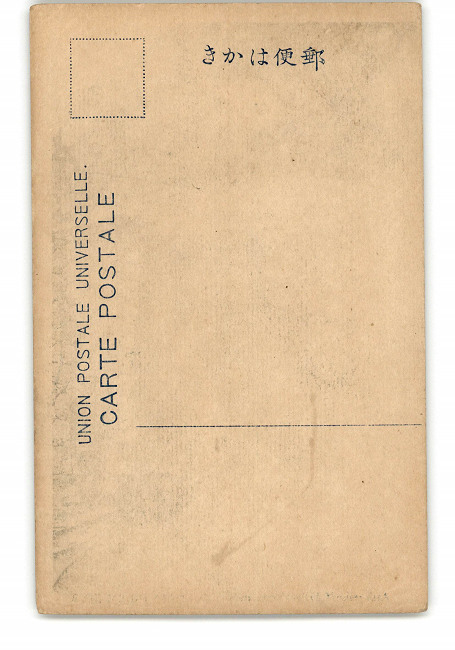 郵便はかき
UNION POSTALE UNIVERSELLE.
CARTE POSTALE